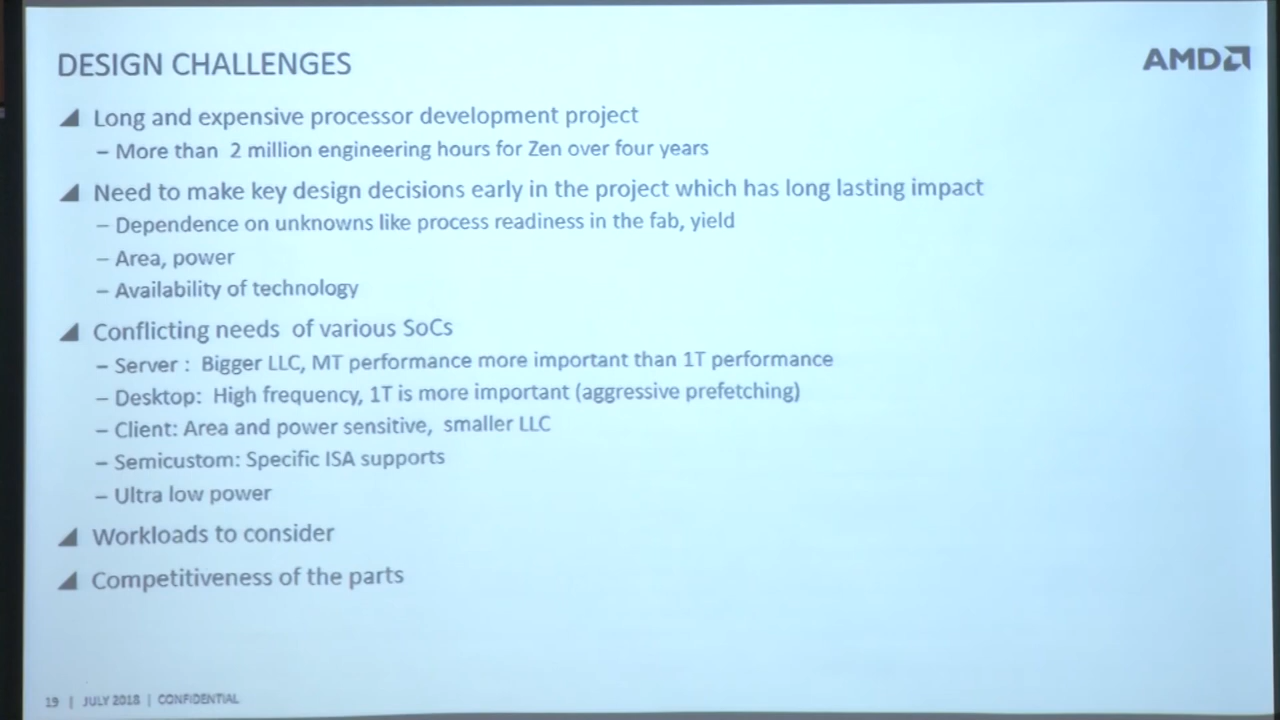 DESIGN CHALLENGES
AMD
Long and expensive processor development project
– More than 2 million engineering hours for Zen over four years
Need to make key design decisions early in the project which has long lasting impact
– Dependence on unknowns like process readiness in the fab, yield
– Area, power
– Availability of technology
Conflicting needs of various SoCs
– Server : Bigger LLC, MT performance more important than 1T performance
– Desktop: High frequency, 1T is more important (aggressive prefetching)
– Client: Area and power sensitive, smaller LLC
– Semicustom: Specific ISA supports
– Ultra low power
Workloads to consider
Competitiveness of the parts
19 | JULY 2018 | CONFIDENTIAL